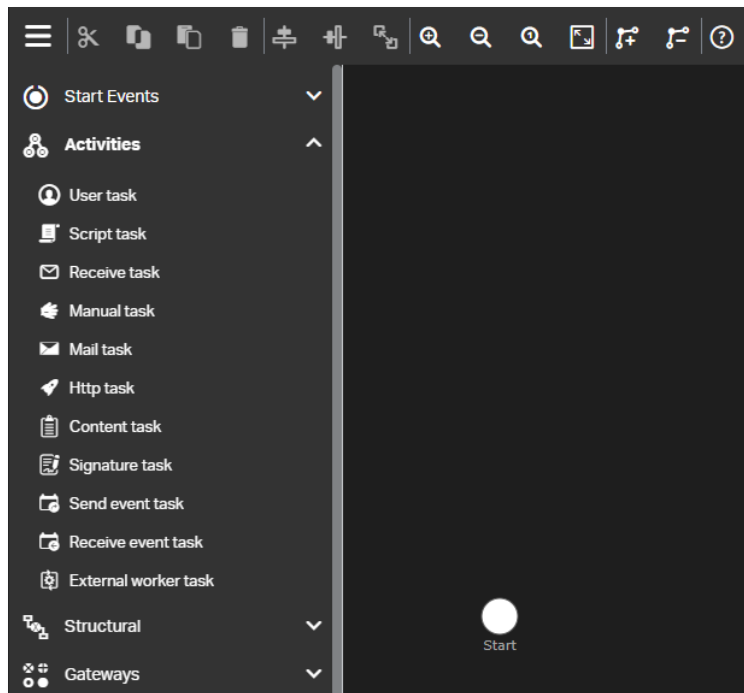 Start Events
Activities
User task
Script task
Receive task
Manual task
Mail task
Http task
Content task
Signature task
Send event task
Receive event task
External worker task
Structural
Start
Gateways